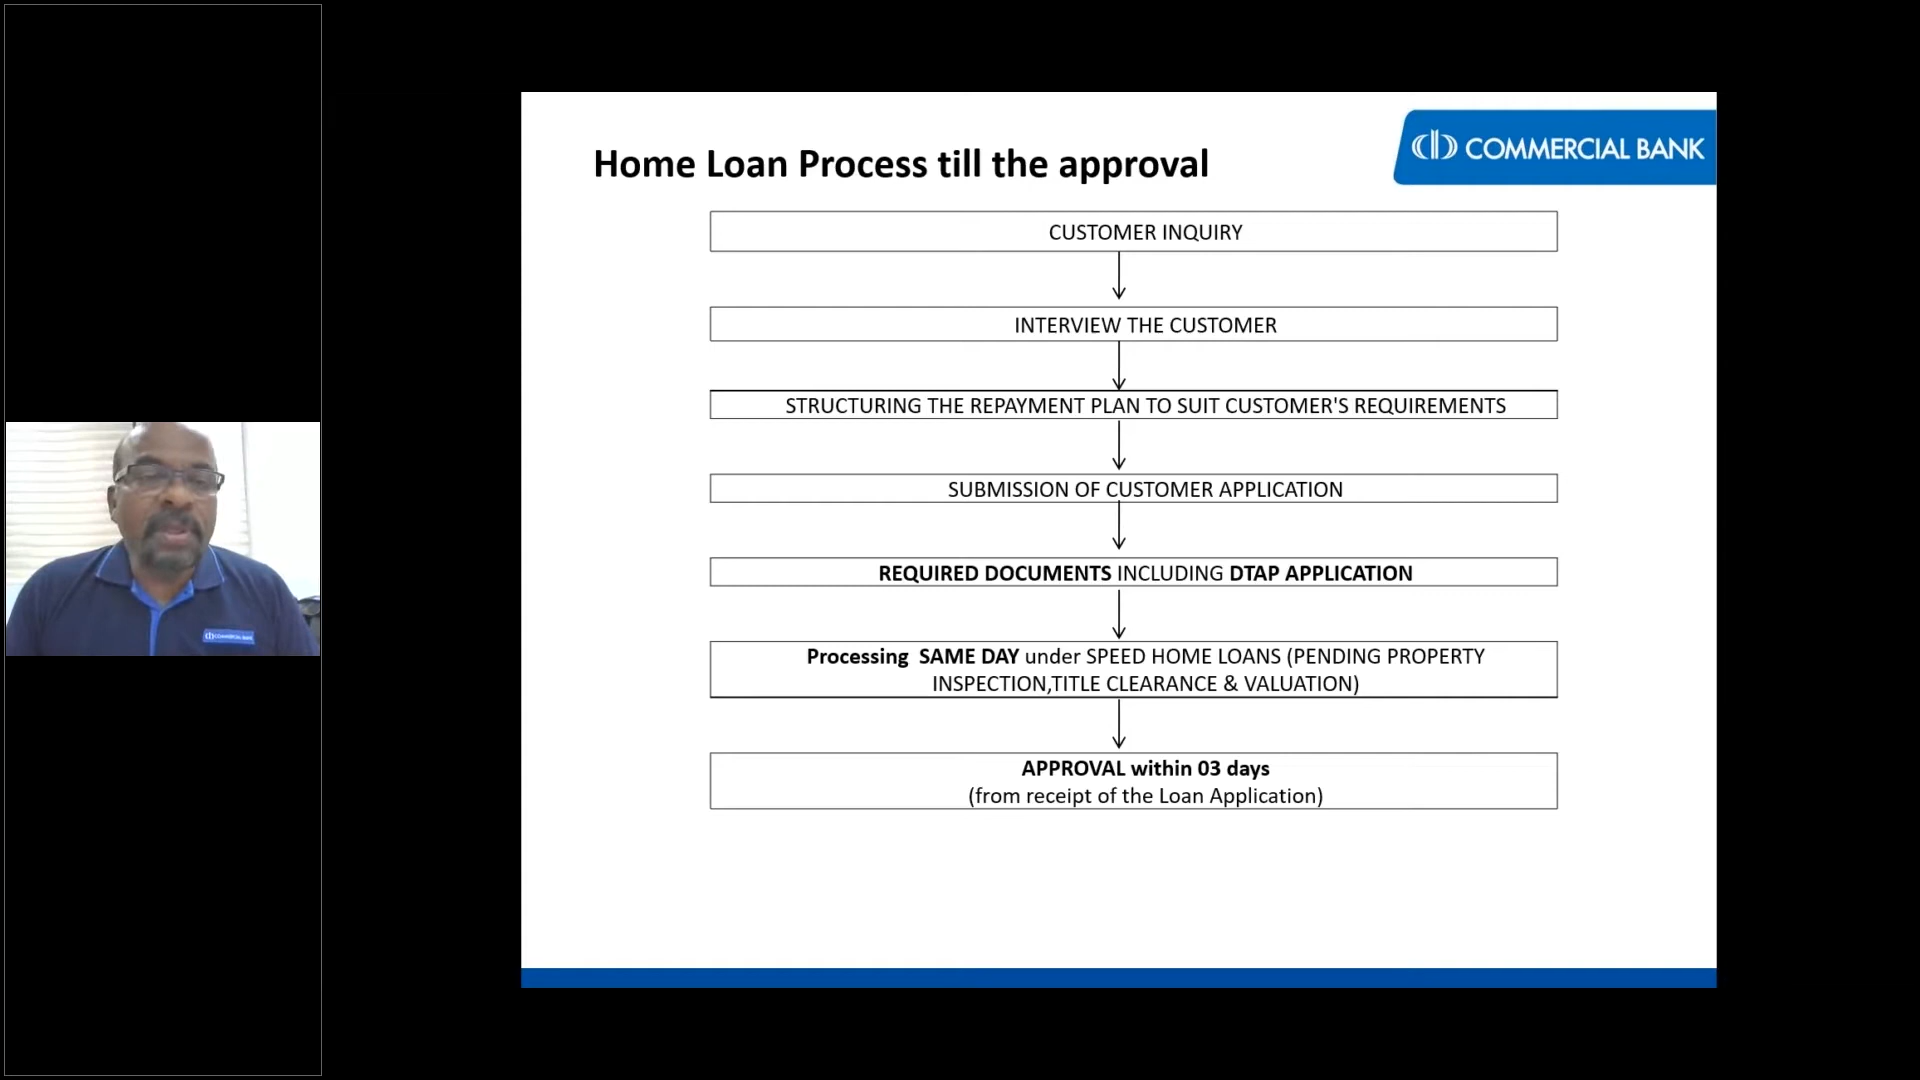 COMMERCIAL BANK
Home Loan Process till the approval
CUSTOMER INQUIRY
INTERVIEW THE CUSTOMER
STRUCTURING THE REPAYMENT PLAN TO SUIT CUSTOMER'S REQUIREMENTS
SUBMISSION OF CUSTOMER APPLICATION
REQUIRED DOCUMENTS INCLUDING DTAP APPLICATION
Processing SAME DAY under SPEED HOME LOANS (PENDING PROPERTY
INSPECTION,TITLE CLEARANCE & VALUATION)
APPROVAL within 03 days
(from receipt of the Loan Application)
COMMERCIAL BANK